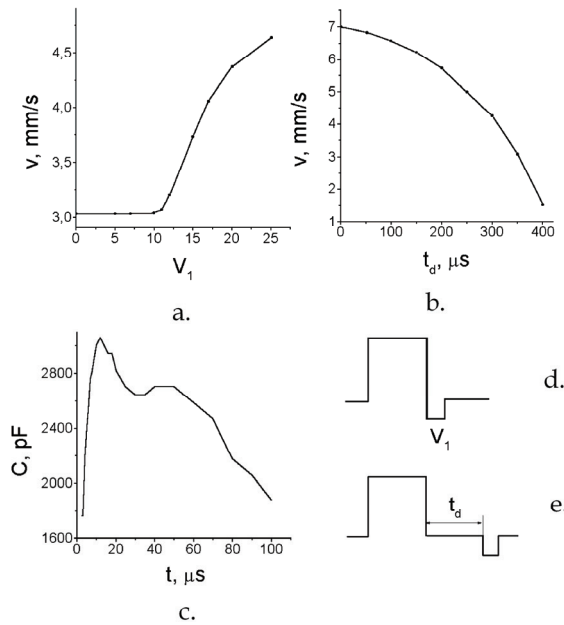 4,5
4,0
3,5
3,0
v, mm/s
0 5 10 15 20 25
V₁
a.
7
6
5
4
3
2
1
v, mm/s
0 100 200 300 400
t_d, μs
b.
2800
2400
2000
1600
C, pF
0 20 40 60 80 100
t, μs
c.
V₁
d.
t_d
e.